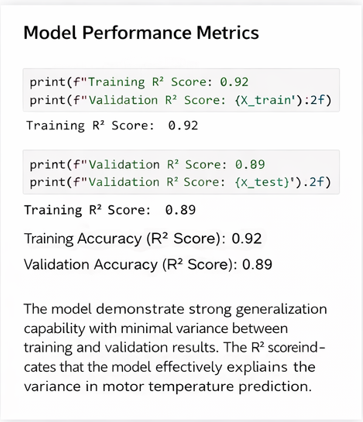 Model Performance Metrics
print(f"Training R² Score: 0.92
print(f"Validation R² Score: {X_train').2f)
Training R² Score: 0.92
print(f"Validation R² Score: 0.89
print(f"Validation R² Score: {x_test}').2f)
Training R² Score: 0.89
Training Accuracy (R² Score): 0.92
Validation Accuracy (R² Score): 0.89
The model demonstrate strong generalization
capability with minimal variance between
training and validation results. The R² scoreind-
cates that the model effectively expliains the
variance in motor temperature prediction.